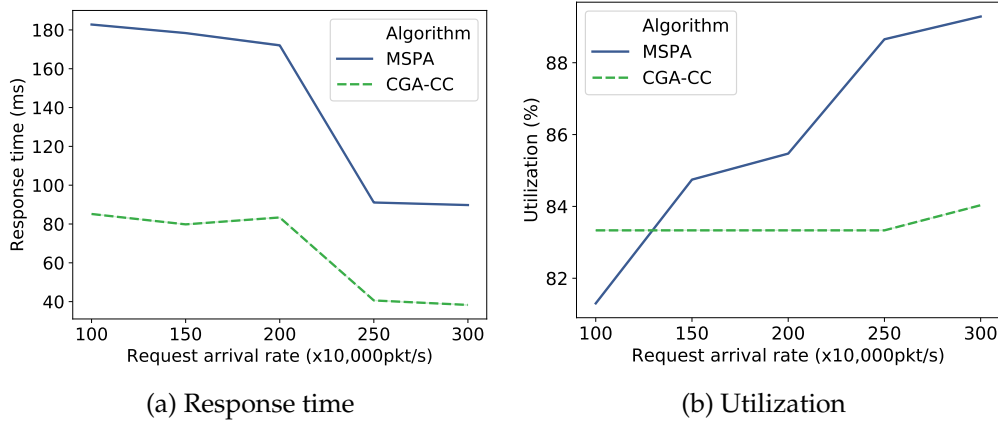 180
160
140
120
100
80
60
40
Response time (ms)
100 150 200 250 300
Request arrival rate (x10,000pkt/s)
Algorithm
MSPA
CGA-CC
(a) Response time
88
86
84
82
Utilization (%)
100 150 200 250 300
Request arrival rate (x10,000pkt/s)
Algorithm
MSPA
CGA-CC
(b) Utilization